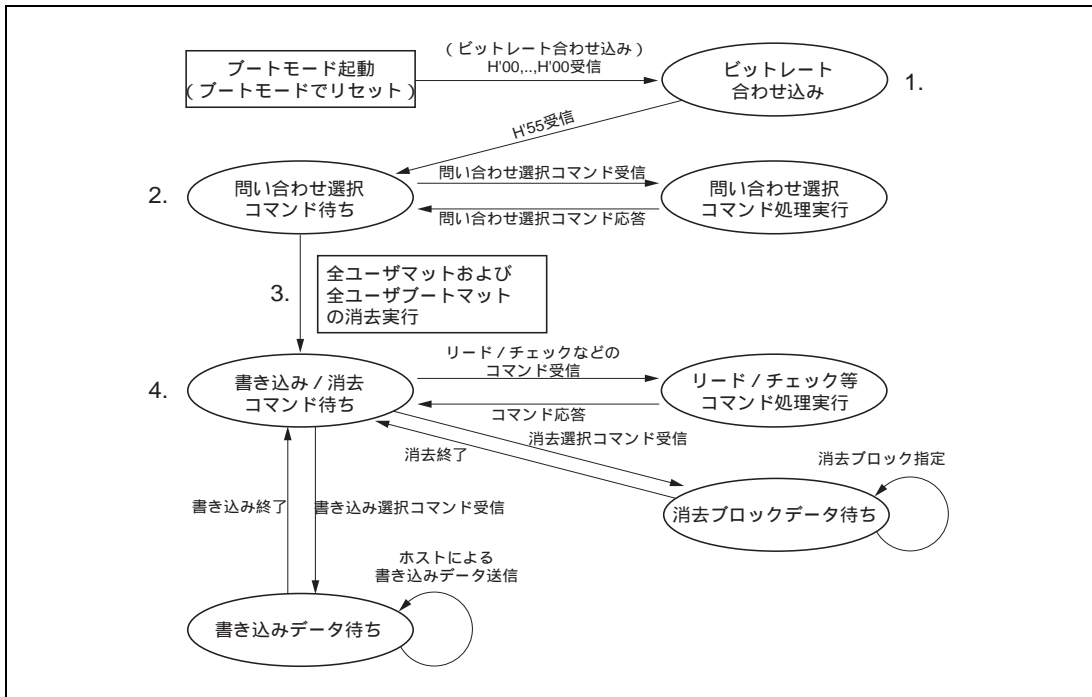 ブートモード起動
( ブートモードでリセット )
( ビットレート合わせ込み )
H'00,..,H'00受信
ビットレート
合わせ込み
1.
H'55受信
2.
問い合わせ選択
コマンド待ち
問い合わせ選択コマンド受信
問い合わせ選択コマンド応答
問い合わせ選択
コマンド処理実行
3.
全ユーザマットおよび
全ユーザブートマット
の消去実行
4.
書き込み / 消去
コマンド待ち
リード / チェックなどの
コマンド受信
コマンド応答
リード / チェック等
コマンド処理実行
消去選択コマンド受信
消去終了
消去ブロック指定
消去ブロックデータ待ち
書き込み終了
書き込み選択コマンド受信
ホストによる
書き込みデータ送信
書き込みデータ待ち